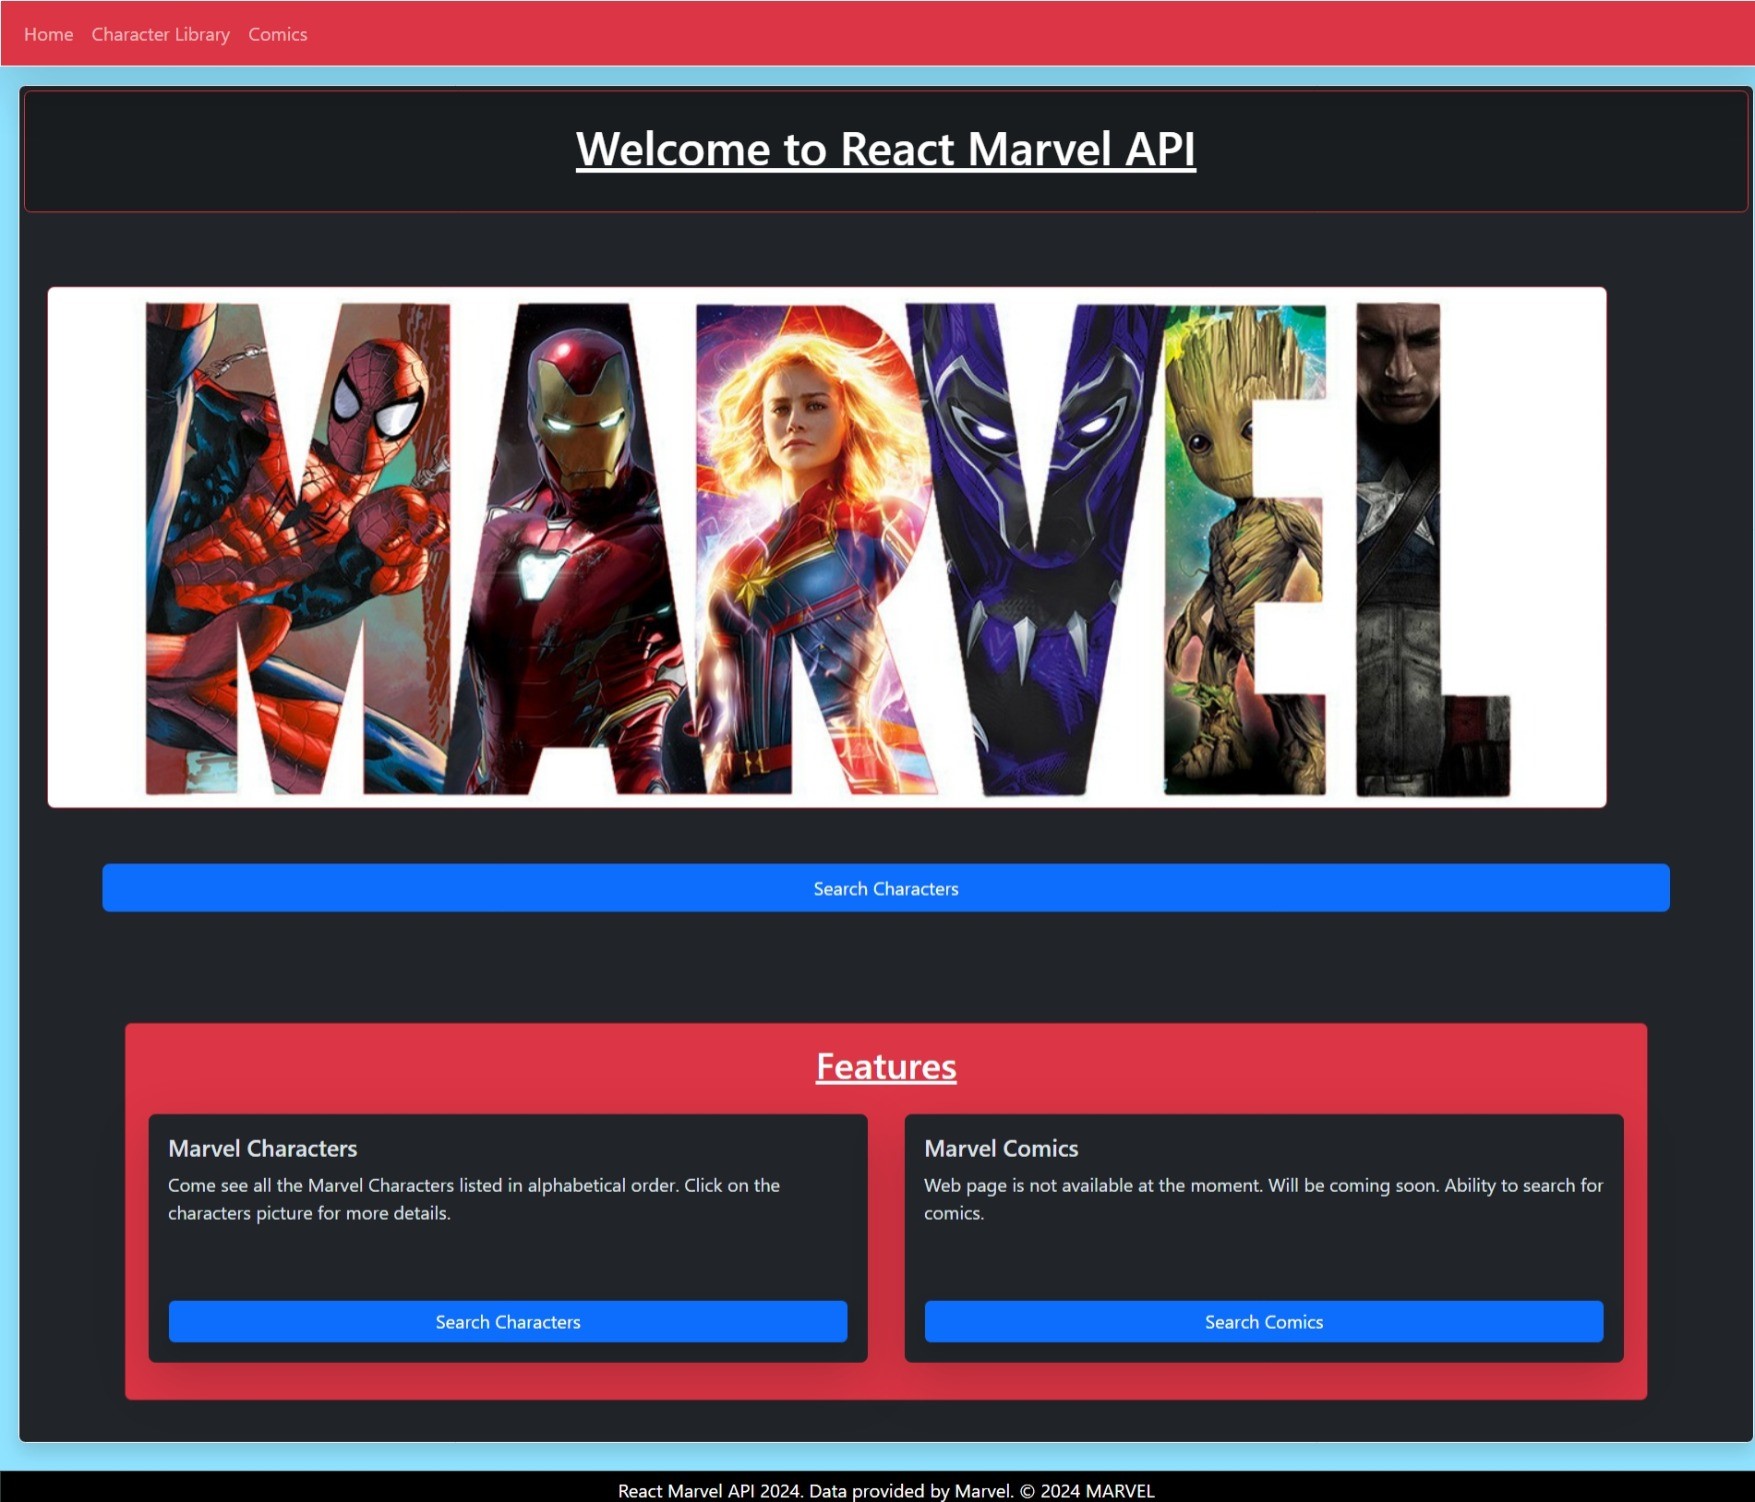 Home Character Library Comics
Welcome to React Marvel API
MARVEL
Search Characters
Features
Marvel Characters
Come see all the Marvel Characters listed in alphabetical order. Click on the
characters picture for more details.
Search Characters
Marvel Comics
Web page is not available at the moment. Will be coming soon. Ability to search for
comics.
Search Comics
React Marvel API 2024. Data provided by Marvel. © 2024 MARVEL